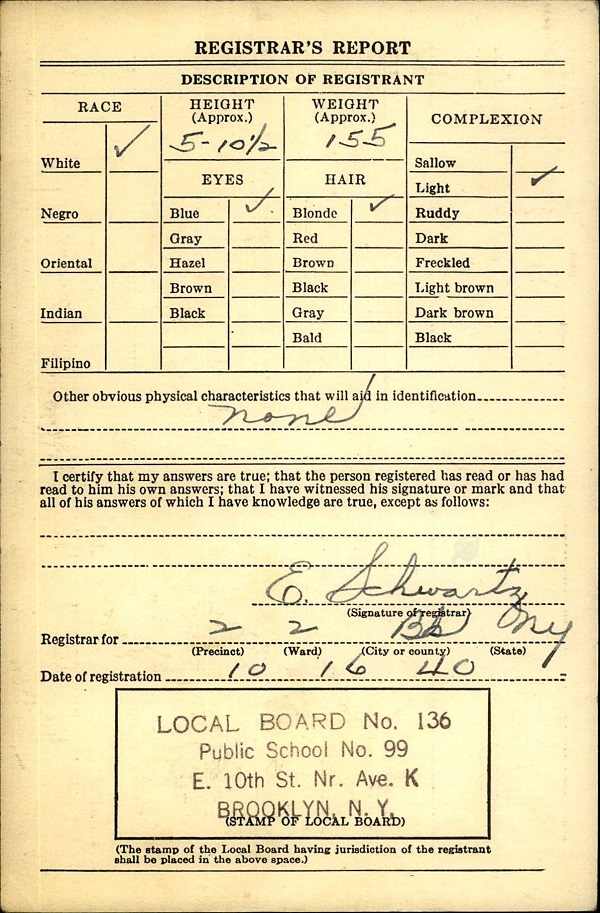 REGISTRAR'S REPORT
DESCRIPTION OF REGISTRANT
RACE
HEIGHT
(Approx.)
WEIGHT
(Approx.)
COMPLEXION
5-10½
155
White ✓
EYES
HAIR
Sallow
Light ✓
Negro
Blue ✓
Blonde ✓
Ruddy
Gray
Red
Dark
Oriental
Hazel
Brown
Freckled
Brown
Black
Light brown
Indian
Black
Gray
Dark brown
Bald
Black
Filipino
Other obvious physical characteristics that will aid in identification
none
I certify that my answers are true; that the person registered has read or has had
read to him his own answers; that I have witnessed his signature or mark and that
all of his answers of which I have knowledge are true, except as follows:
E. Schwartz
(Signature of registrar)
Registrar for 2 2 NY
(Precinct) (Ward) (City or county) (State)
Date of registration 10 16 40
LOCAL BOARD No. 136
Public School No. 99
E. 10th St. Nr. Ave. K
BROOKLYN, N. Y.
(STAMP OF LOCAL BOARD)
(The stamp of the Local Board having jurisdiction of the registrant
shall be placed in the above space.)